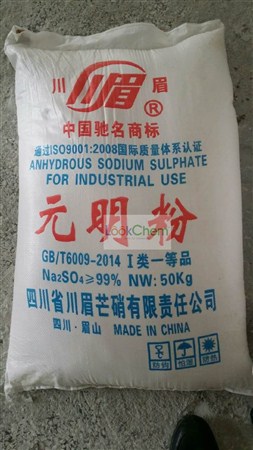 川 川眉 眉
®
中国驰名商标
通过ISO9001:2008国际质量体系认证
ANHYDROUS SODIUM SULPHATE
FOR INDUSTRIAL USE
元明粉
LookChem
GB/T6009-2014 I类一等品
Na₂SO₄≥99% NW: 50Kg
四川省川眉芒硝有限责任公司
四川·眉山 MADE IN CHINA